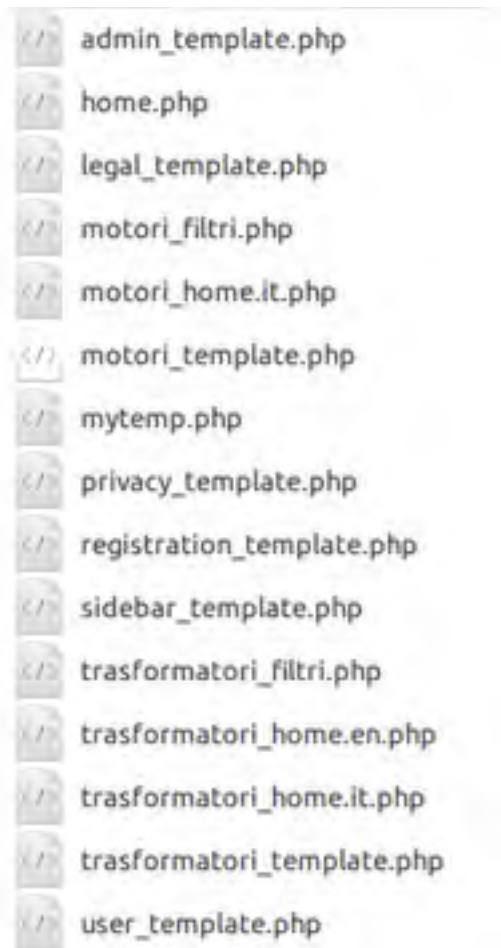 admin_template.php
home.php
legal_template.php
motori_filtri.php
motori_home.it.php
motori_template.php
mytemp.php
privacy_template.php
registration_template.php
sidebar_template.php
trasformatori_filtri.php
trasformatori_home.en.php
trasformatori_home.it.php
trasformatori_template.php
user_template.php